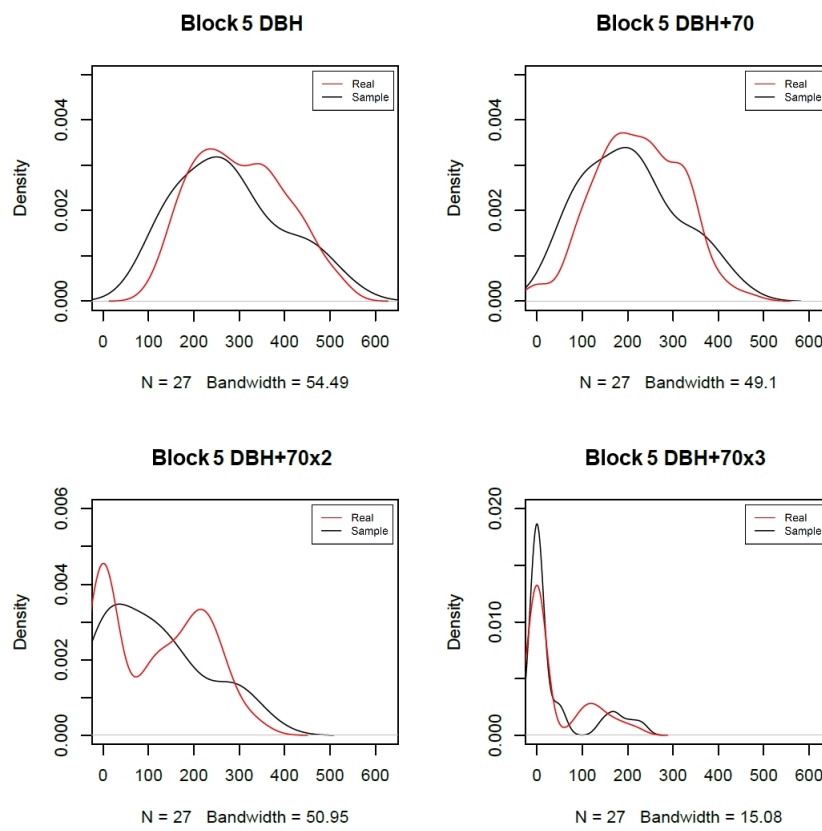 Block 5 DBH
Real
Sample
Density
0.000
0.002
0.004
0 100 200 300 400 500 600
N = 27 Bandwidth = 54.49
Block 5 DBH+70
Real
Sample
Density
0.000
0.002
0.004
0 100 200 300 400 500 600
N = 27 Bandwidth = 49.1
Block 5 DBH+70x2
Real
Sample
Density
0.000
0.002
0.004
0.006
0 100 200 300 400 500 600
N = 27 Bandwidth = 50.95
Block 5 DBH+70x3
Real
Sample
Density
0.000
0.010
0.020
0 100 200 300 400 500 600
N = 27 Bandwidth = 15.08